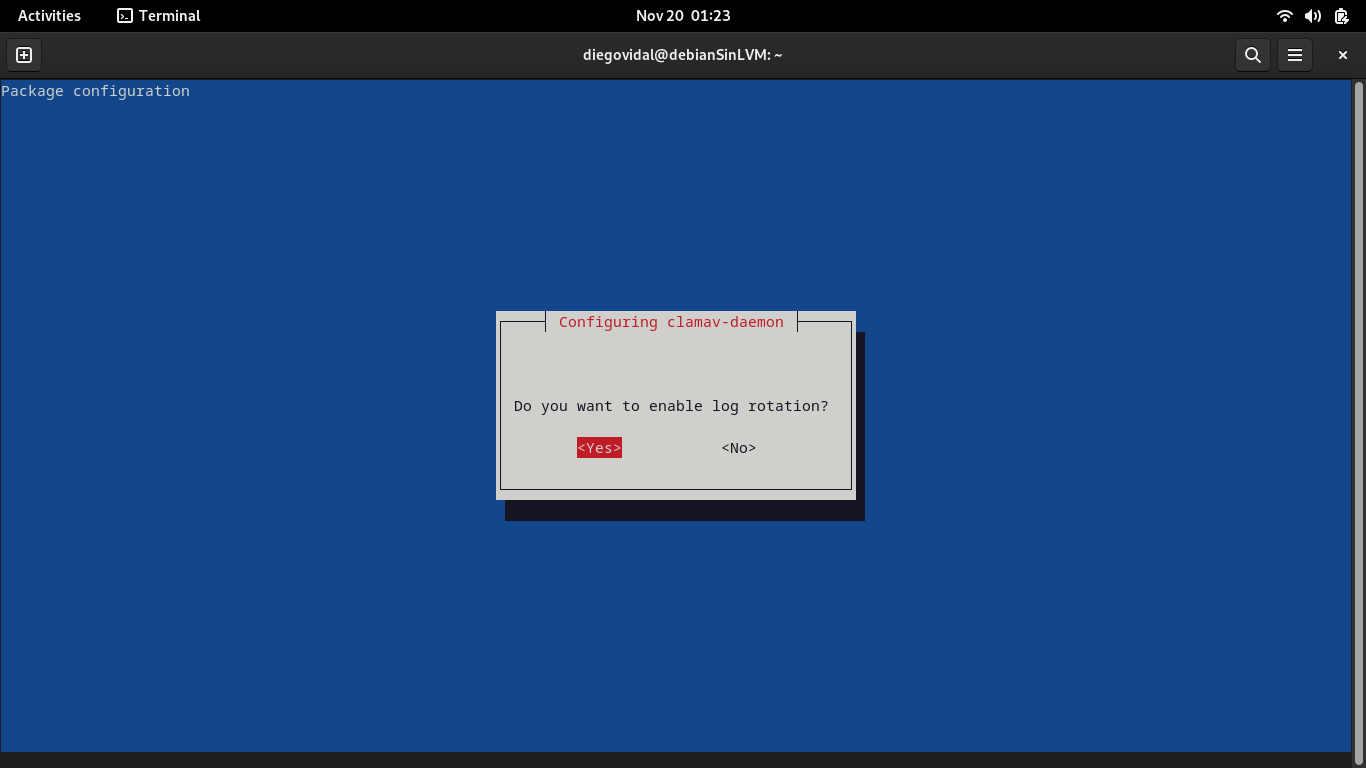 Activities
Terminal
Nov 20 01:23
diegovidal@debianSinLVM: ~
Package configuration
Configuring clamav-daemon
Do you want to enable log rotation?
<Yes> <No>